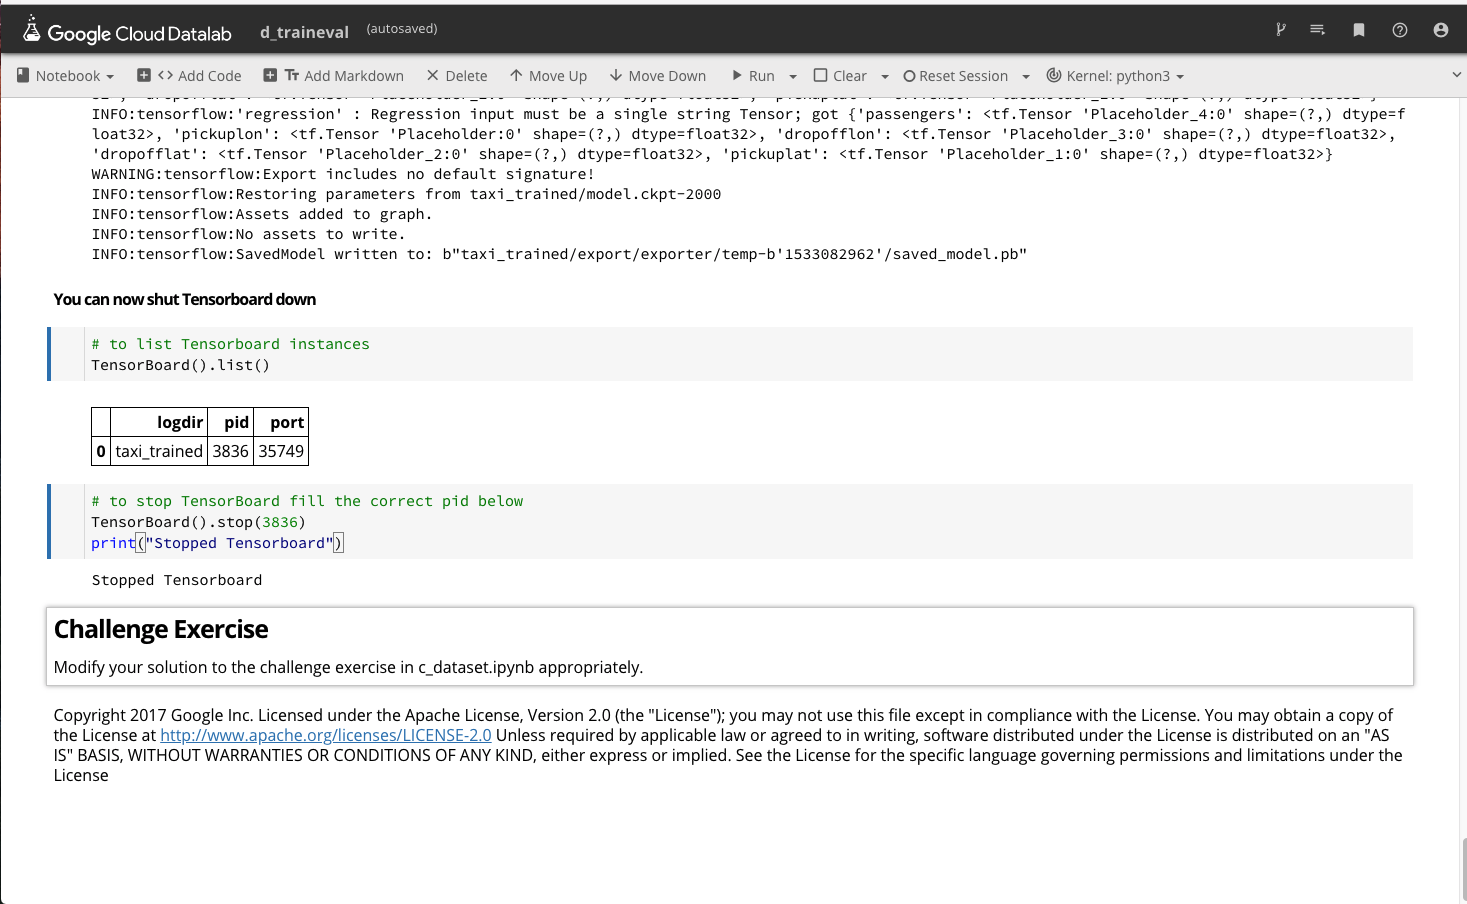 Google Cloud Datalab d_traineval (autosaved)
Notebook Add Code Tт Add Markdown Delete Move Up Move Down Run Clear Reset Session Kernel: python3
INFO:tensorflow:'regression' : Regression input must be a single string Tensor; got {'passengers': <tf.Tensor 'Placeholder_4:0' shape=(?,) dtype=f
loat32>, 'pickuplon': <tf.Tensor 'Placeholder:0' shape=(?,) dtype=float32>, 'dropofflon': <tf.Tensor 'Placeholder_3:0' shape=(?,) dtype=float32>,
'dropofflat': <tf.Tensor 'Placeholder_2:0' shape=(?,) dtype=float32>, 'pickuplat': <tf.Tensor 'Placeholder_1:0' shape=(?,) dtype=float32>}
WARNING:tensorflow:Export includes no default signature!
INFO:tensorflow:Restoring parameters from taxi_trained/model.ckpt-2000
INFO:tensorflow:Assets added to graph.
INFO:tensorflow:No assets to write.
INFO:tensorflow:SavedModel written to: b"taxi_trained/export/exporter/temp-b'1533082962'/saved_model.pb"
You can now shut Tensorboard down
# to list Tensorboard instances
TensorBoard().list()
logdir pid port
0 taxi_trained 3836 35749
# to stop TensorBoard fill the correct pid below
TensorBoard().stop(3836)
print("Stopped Tensorboard")
Stopped Tensorboard
Challenge Exercise
Modify your solution to the challenge exercise in c_dataset.ipynb appropriately.
Copyright 2017 Google Inc. Licensed under the Apache License, Version 2.0 (the "License"); you may not use this file except in compliance with the License. You may obtain a copy of
the License at http://www.apache.org/licenses/LICENSE-2.0 Unless required by applicable law or agreed to in writing, software distributed under the License is distributed on an "AS
IS" BASIS, WITHOUT WARRANTIES OR CONDITIONS OF ANY KIND, either express or implied. See the License for the specific language governing permissions and limitations under the
License